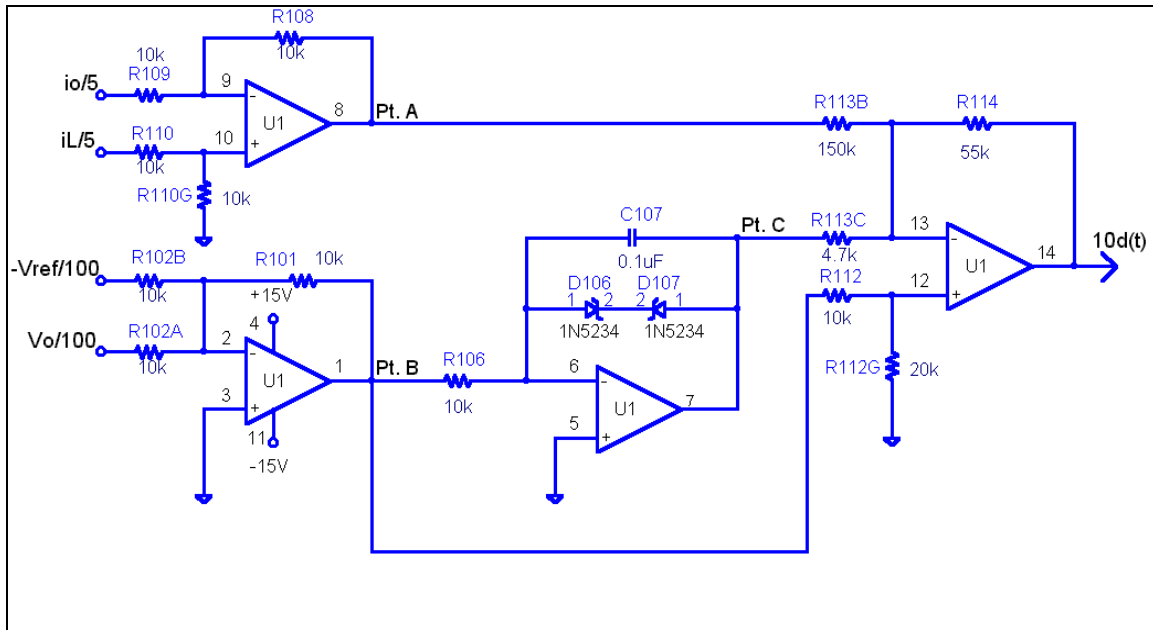 R108
10k
10k
R109
io/5
9
8
Pt. A
U1
R110
iL/5
10
10k
R110G
10k
R113B
150k
R114
55k
C107
0.1uF
Pt. C
R113C
4.7k
13
14
10d(t)
U1
12
R112
10k
R112G
20k
D106
D107
1
2
2
1
1N5234
1N5234
-Vref/100
R102B
10k
R101
10k
+15V
4
Vo/100
R102A
10k
2
1
Pt. B
U1
3
11
-15V
R106
10k
6
7
U1
5